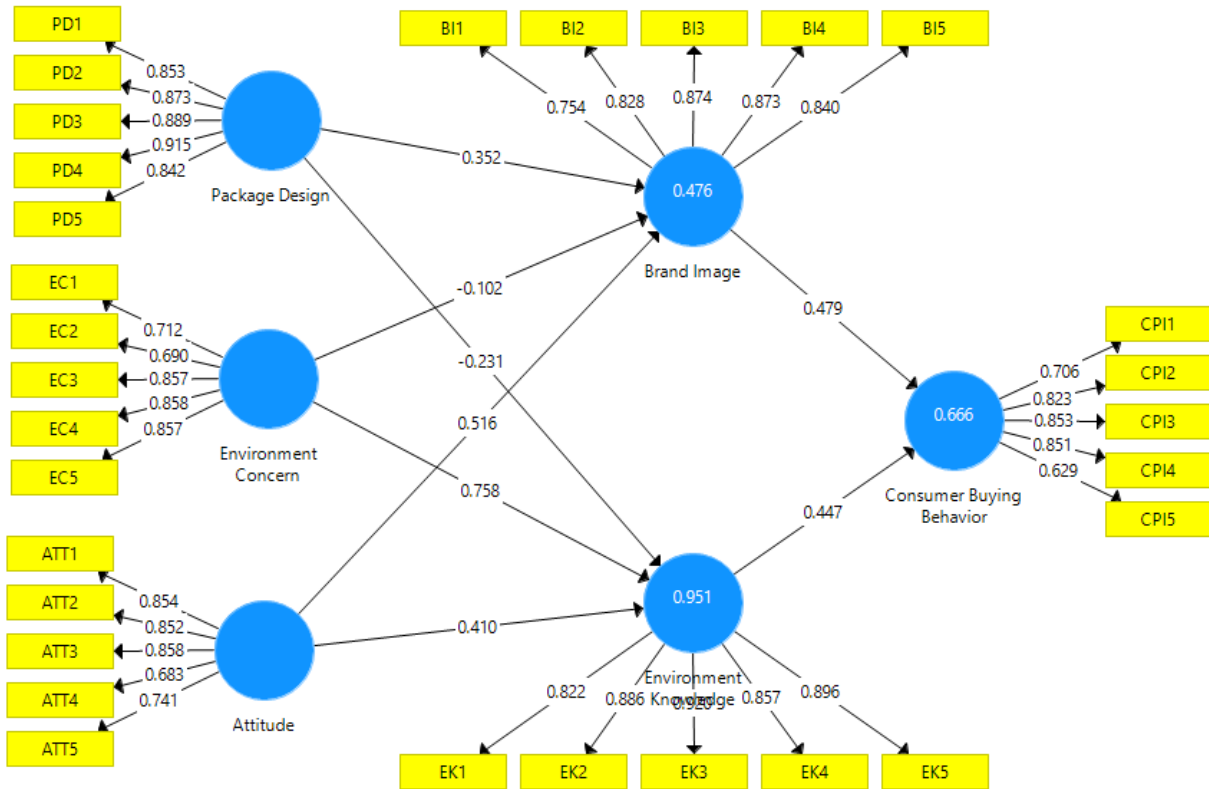 PD1
PD2
PD3
PD4
PD5
0.853
0.873
0.889
0.915
0.842
Package Design
BI1
BI2
BI3
BI4
BI5
0.754
0.828
0.874
0.873
0.840
0.352
0.476
Brand Image
EC1
EC2
EC3
EC4
EC5
0.712
0.690
0.857
0.858
0.857
Environment
Concern
-0.102
-0.231
0.516
0.758
0.479
0.447
0.666
Consumer Buying
Behavior
CPI1
CPI2
CPI3
CPI4
CPI5
0.706
0.823
0.853
0.851
0.629
ATT1
ATT2
ATT3
ATT4
ATT5
0.854
0.852
0.858
0.683
0.741
Attitude
0.410
0.951
Environment
Knowledge
0.822
0.886
0.920
0.857
0.896
EK1
EK2
EK3
EK4
EK5